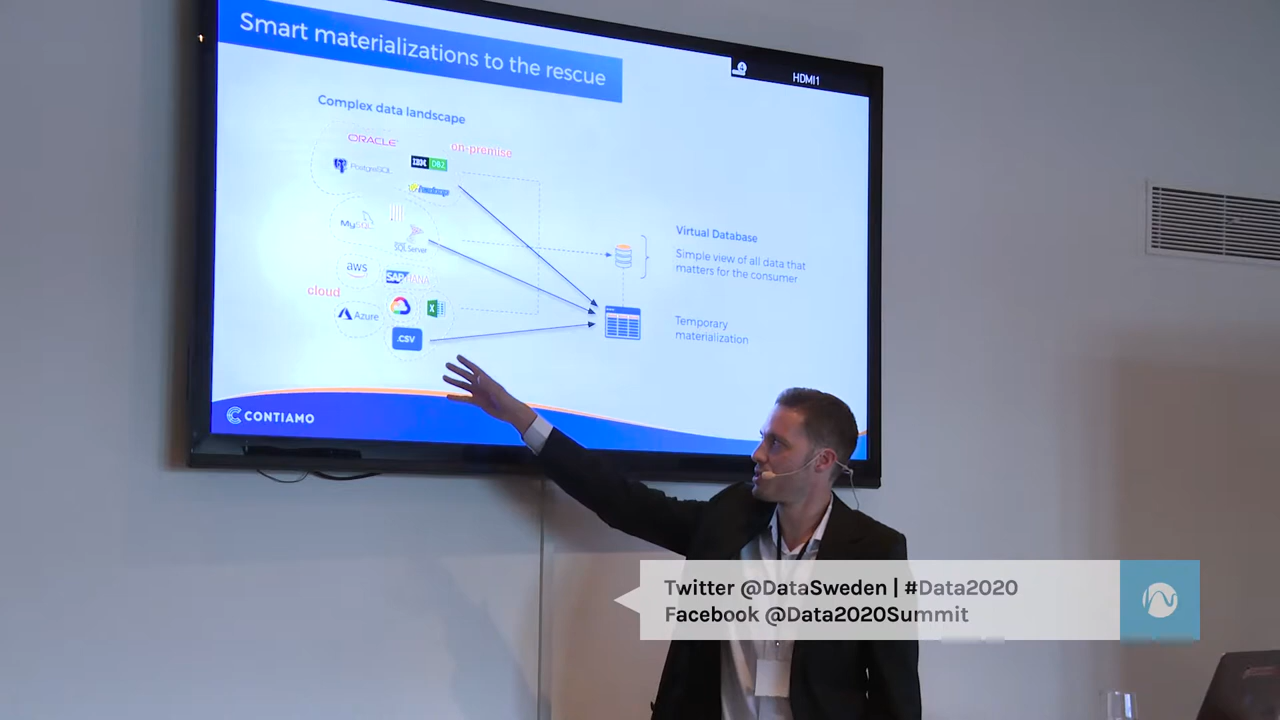 Smart materializations to the rescue
HDMI1
Complex data landscape
ORACLE
on-premise
PostgreSQL
IBM DB2
hadoop
MySQL
SQL Server
aws
SAP HANA
cloud
Azure
.CSV
Virtual Database
Simple view of all data that
matters for the consumer
Temporary
materialization
CONTIAMO
Twitter @DataSweden | #Data2020
Facebook @Data2020Summit